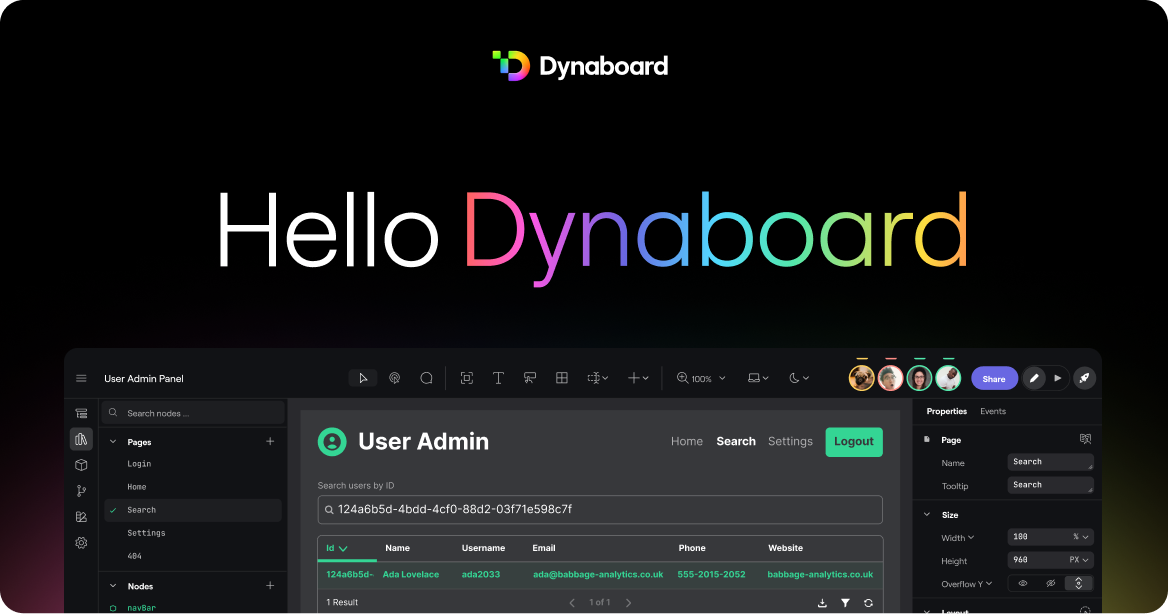 Dynaboard
Hello Dynaboard
User Admin Panel
100%
Share
Search nodes ...
Pages
Login
Home
Search
Settings
404
Nodes
navBar
User Admin
Home Search Settings Logout
Search users by ID
124a6b5d-4bdd-4cf0-88d2-03f71e598c7f
Id Name Username Email Phone Website
124a6b5d- Ada Lovelace ada2033 ada@babbage-analytics.co.uk 555-2015-2052 babbage-analytics.co.uk
1 Result 1 of 1
Properties Events
Page
Name Search
Tooltip Search
Size
Width 100 %
Height 960 PX
Overflow Y
Layout